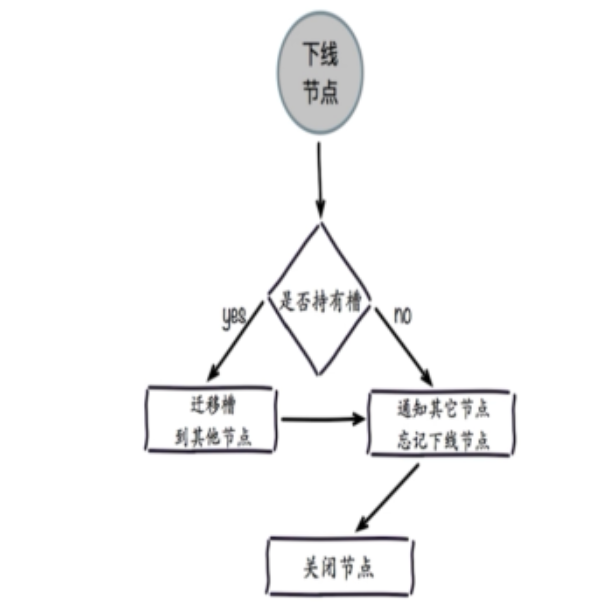 下线
节点
是否持有槽
yes
no
迁移槽
到其他节点
通知其它节点
忘记下线节点
关闭节点